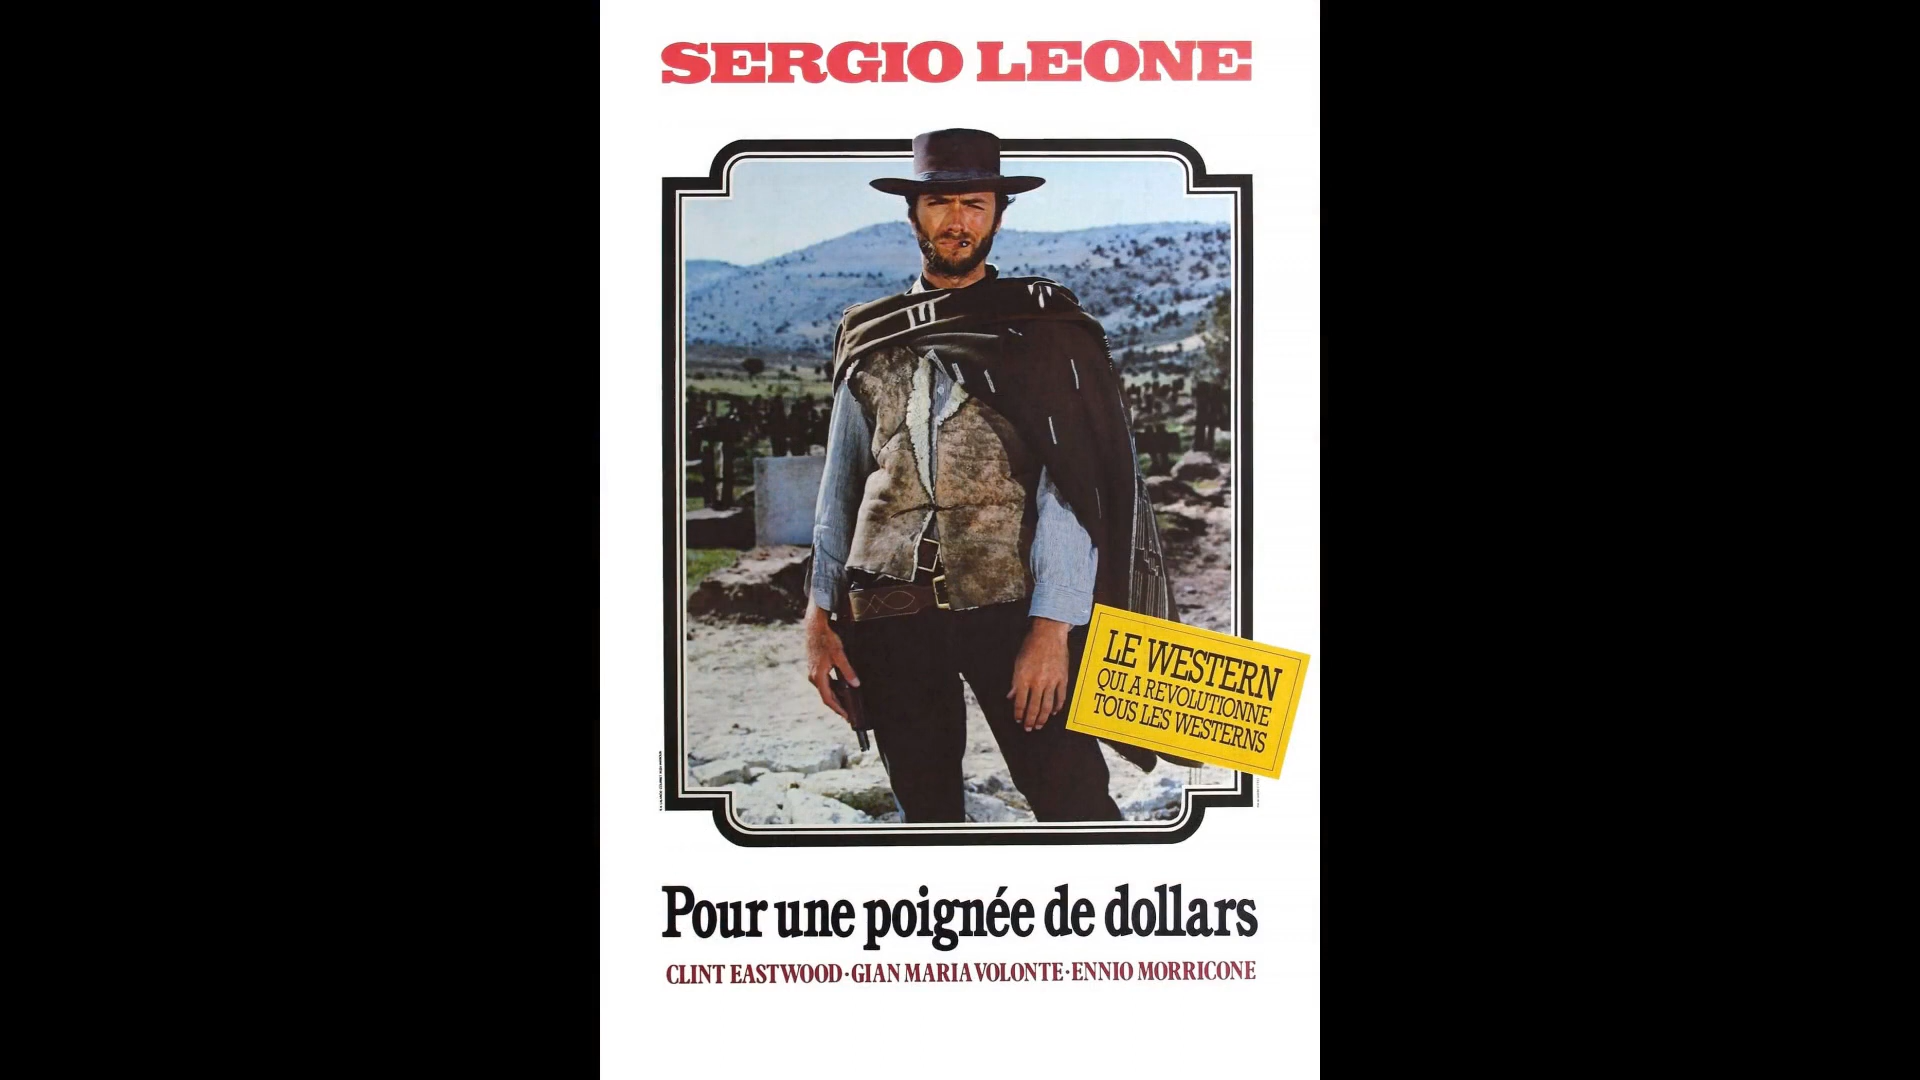 SERGIO LEONE
LE WESTERN
QUI A REVOLUTIONNE
TOUS LES WESTERNS
Pour une poignée de dollars
CLINT EASTWOOD·GIAN MARIA VOLONTE·ENNIO MORRICONE